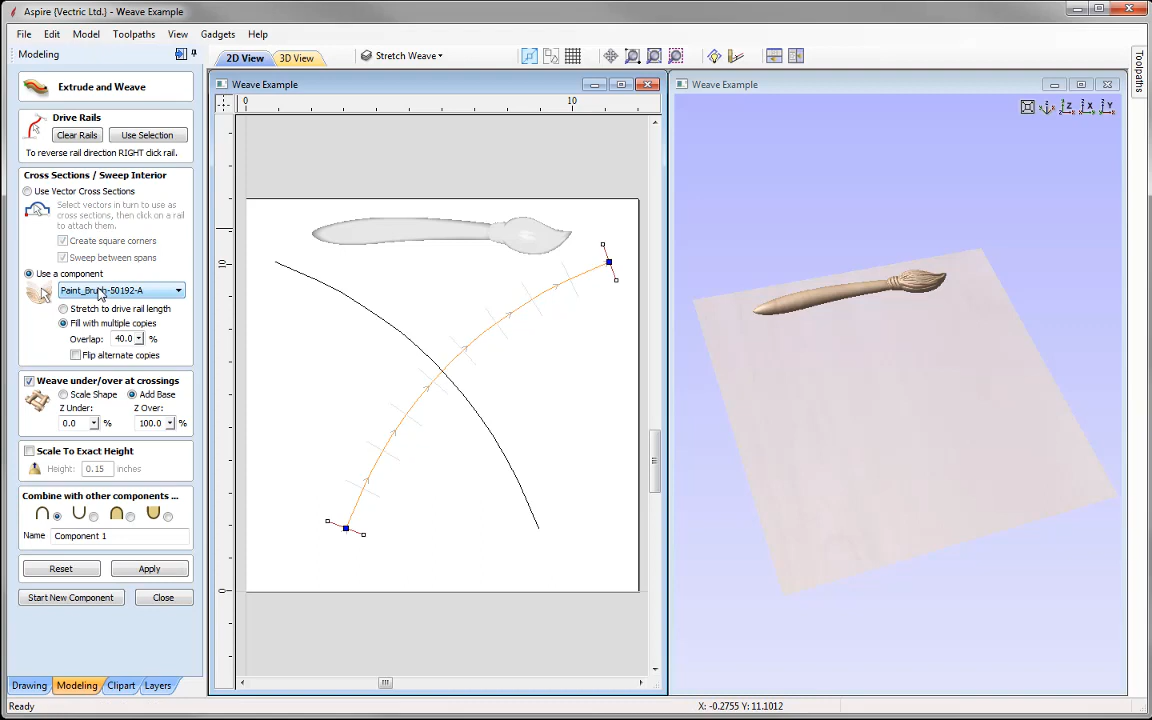 Aspire {Vectric Ltd.} - Weave Example
File Edit Model Toolpaths View Gadgets Help
Modeling
2D View 3D View Stretch Weave
Toolpaths
Extrude and Weave
Weave Example
Weave Example
0 10
10
0
Z X Y
Drive Rails
Clear Rails Use Selection
To reverse rail direction RIGHT click rail.
Cross Sections / Sweep Interior
Use Vector Cross Sections
Select vectors in turn to use as
cross sections, then click on a rail
to attach them.
Create square corners
Sweep between spans
Use a component
Paint_Brush-50192-A
Stretch to drive rail length
Fill with multiple copies
Overlap: 40.0 %
Flip alternate copies
Weave under/over at crossings
Scale Shape Add Base
Z Under: Z Over:
0.0 % 100.0 %
Scale To Exact Height
Height: 0.15 inches
Combine with other components ...
Name Component 1
Reset Apply
Start New Component Close
Drawing Modeling Clipart Layers
Ready X: -0.2755 Y: 11.1012